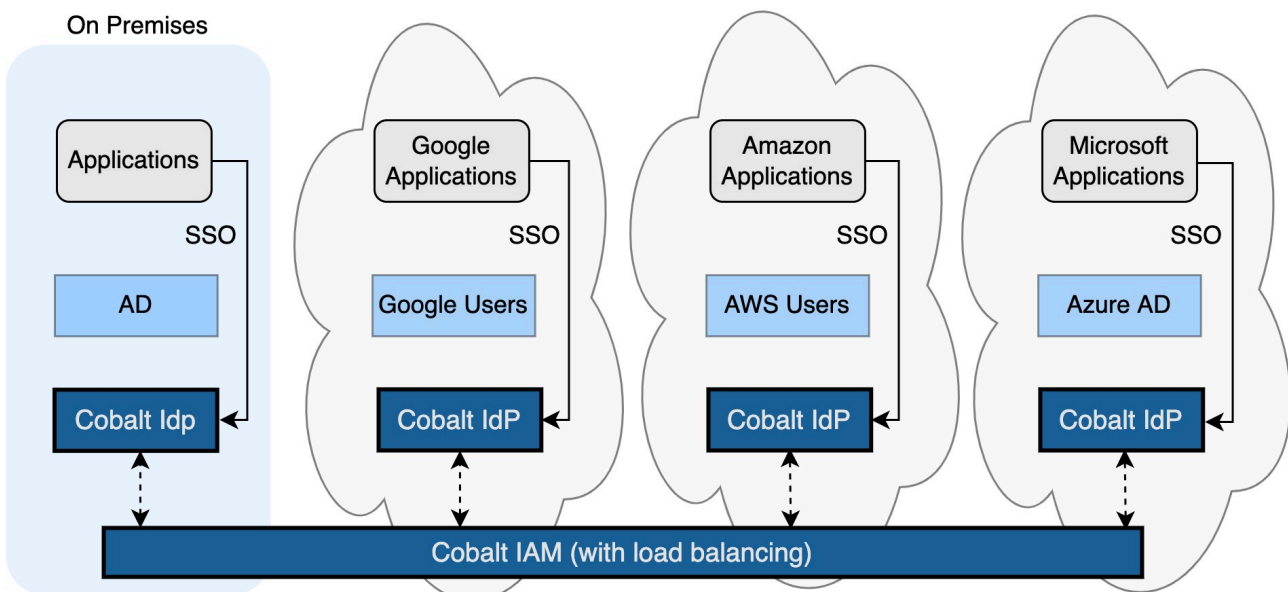 On Premises
Applications
Google
Applications
Amazon
Applications
Microsoft
Applications
SSO
SSO
SSO
SSO
AD
Google Users
AWS Users
Azure AD
Cobalt Idp
Cobalt IdP
Cobalt IdP
Cobalt IdP
Cobalt IAM (with load balancing)